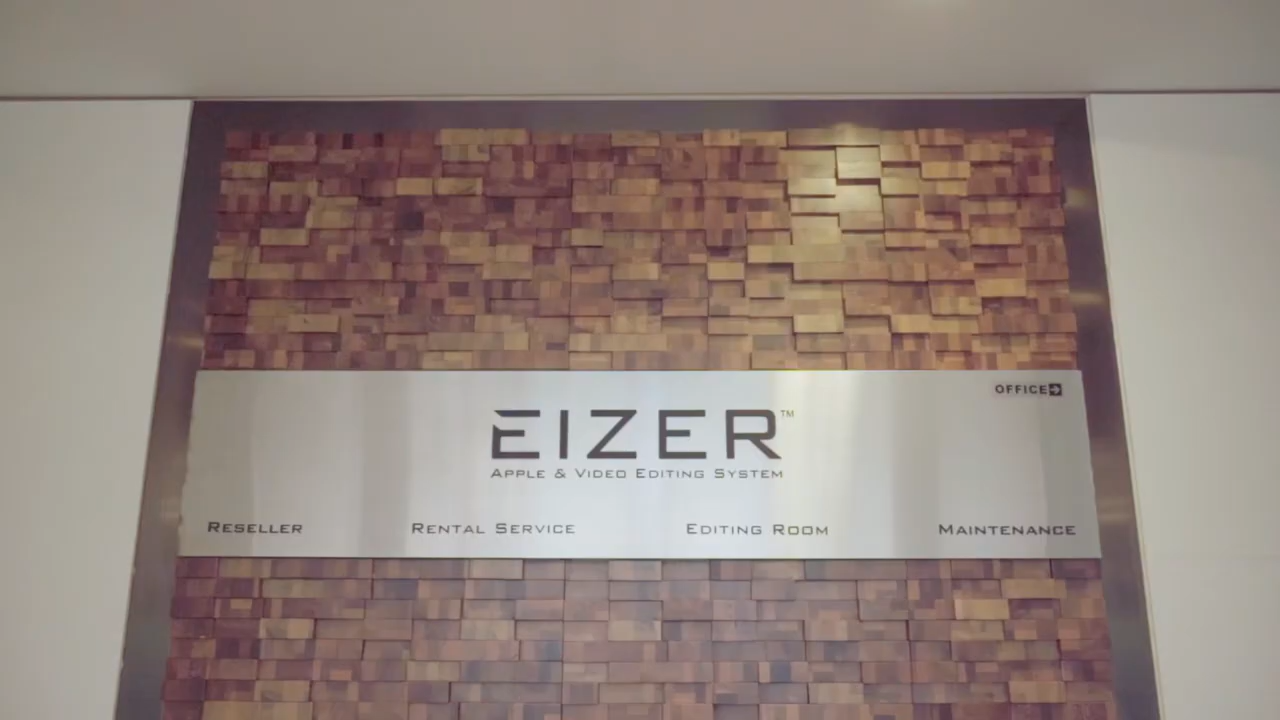 OFFICE
EIZER™
APPLE & VIDEO EDITING SYSTEM
RESELLER RENTAL SERVICE EDITING ROOM MAINTENANCE